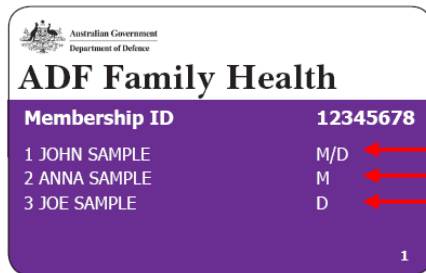 Australian Government
Department of Defence
ADF Family Health
Membership ID 12345678
1 JOHN SAMPLE M/D
2 ANNA SAMPLE M
3 JOE SAMPLE D
1